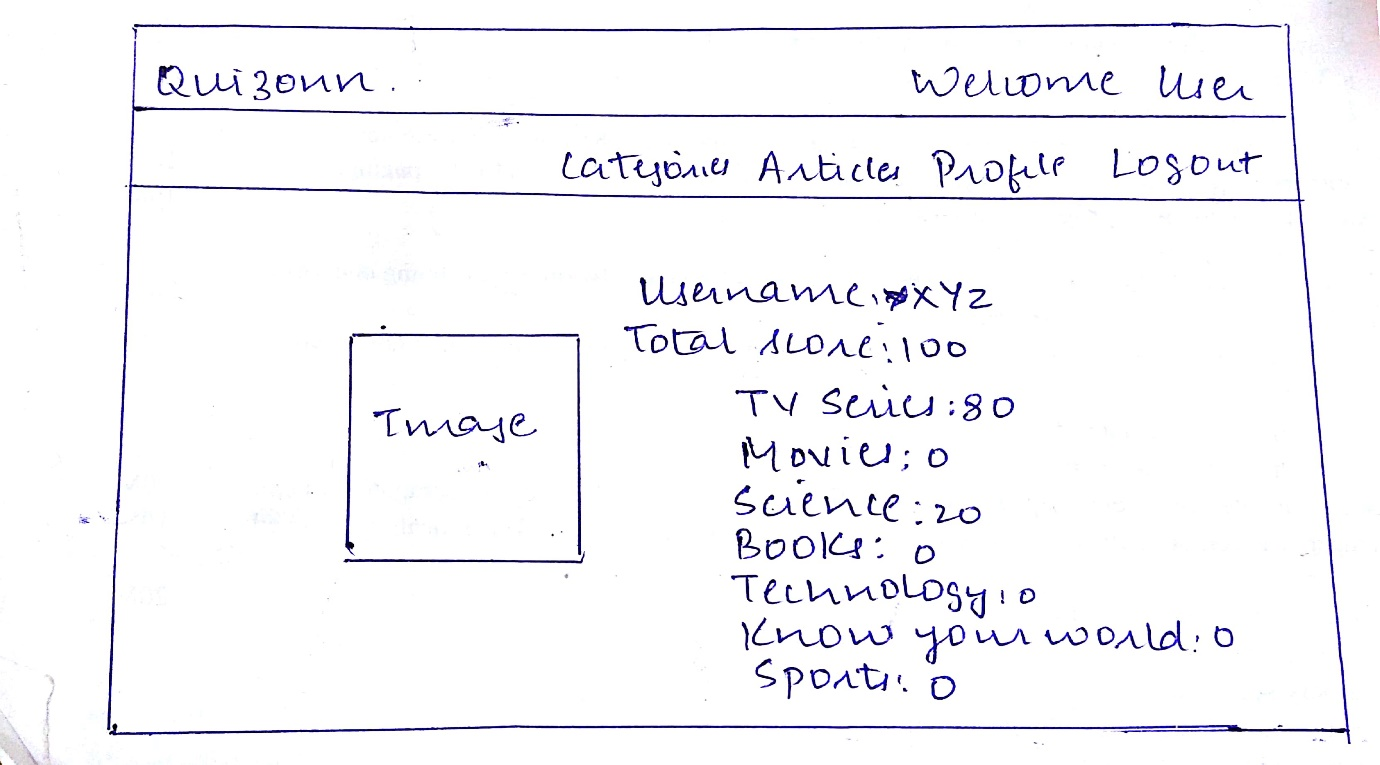 Quizonn.
Welcome User
Categories Articles Profile Logout
Username: XYZ
Total score: 100
Image
TV Series: 80
Movies: 0
Science: 20
Books: 0
Technology: 0
Know your world: 0
Sports: 0